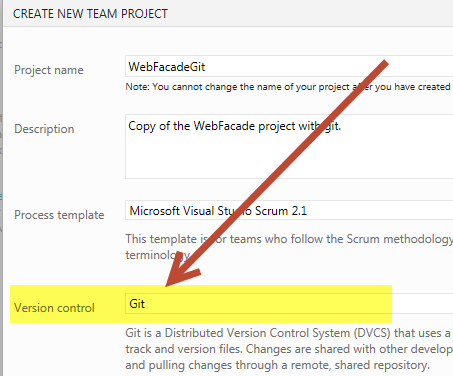 CREATE NEW TEAM PROJECT
Project name
WebFacadeGit
Note: You cannot change the name of your project after you have created
Description
Copy of the WebFacade project with git.
Process template
Microsoft Visual Studio Scrum 2.1
This template is for teams who follow the Scrum methodology
terminology.
Version control
Git
Git is a Distributed Version Control System (DVCS) that uses a
track and version files. Changes are shared with other develop
and pulling changes through a remote, shared repository.